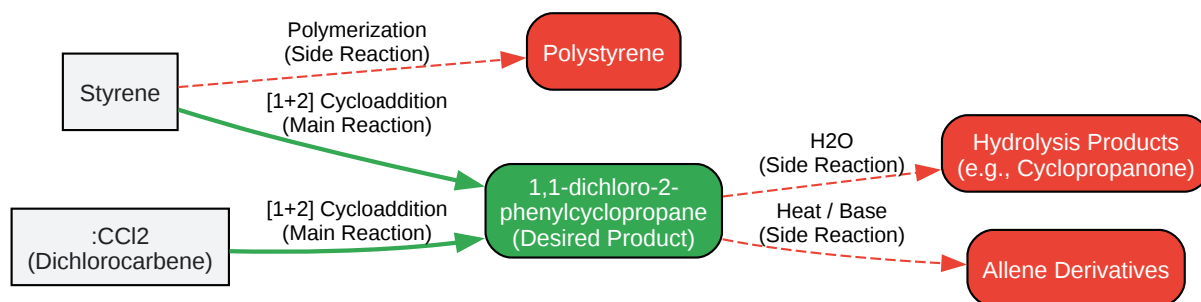 Styrene
Polymerization
(Side Reaction)
Polystyrene
[1+2] Cycloaddition
(Main Reaction)
:CCl2
(Dichlorocarbene)
[1+2] Cycloaddition
(Main Reaction)
1,1-dichloro-2-
phenylcyclopropane
(Desired Product)
H2O
(Side Reaction)
Hydrolysis Products
(e.g., Cyclopropanone)
Heat / Base
(Side Reaction)
Allene Derivatives